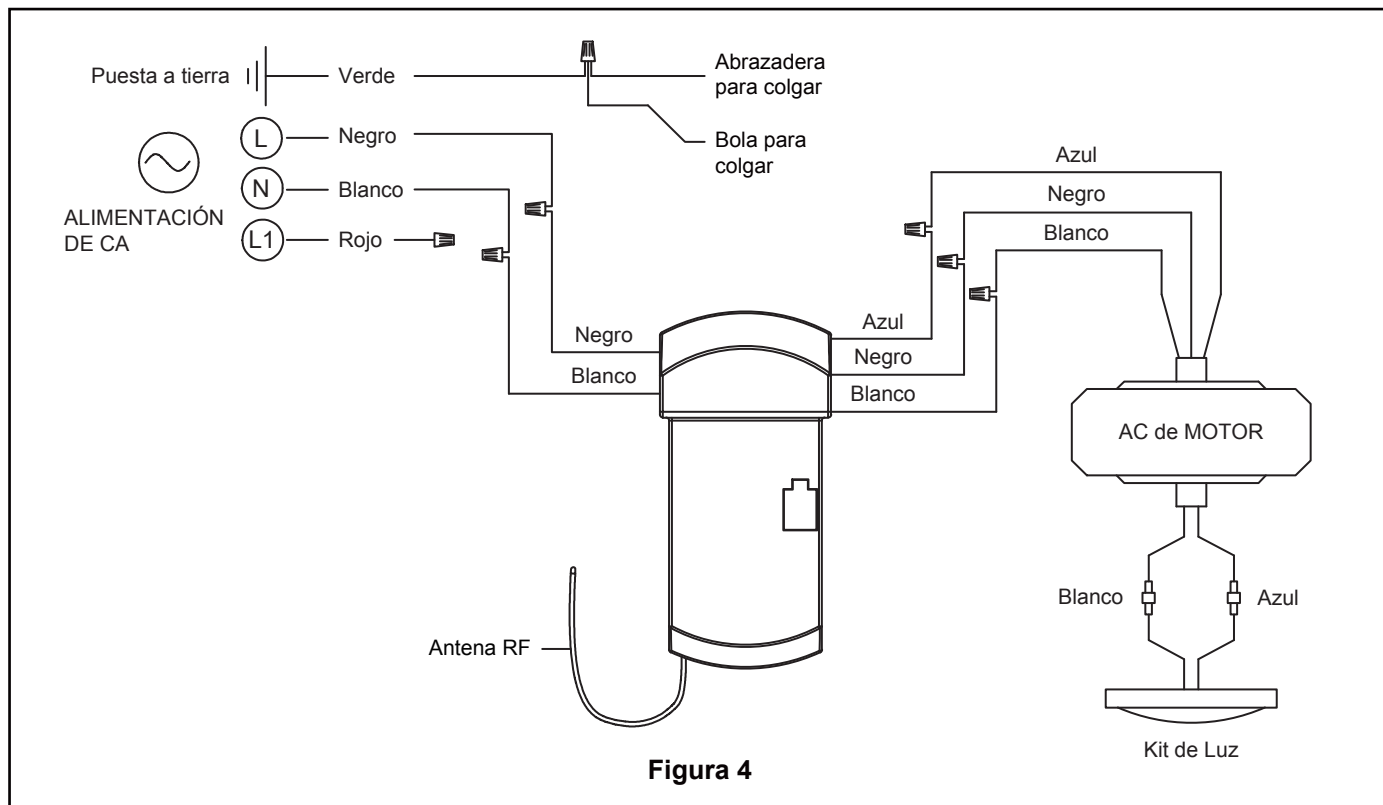 Puesta a tierra
Verde
Abrazadera
para colgar
Bola para
colgar
L
Negro
N
Blanco
L1
Rojo
ALIMENTACIÓN
DE CA
Negro
Blanco
Azul
Negro
Blanco
Azul
Negro
Blanco
AC de MOTOR
Blanco
Azul
Kit de Luz
Antena RF
Figura 4